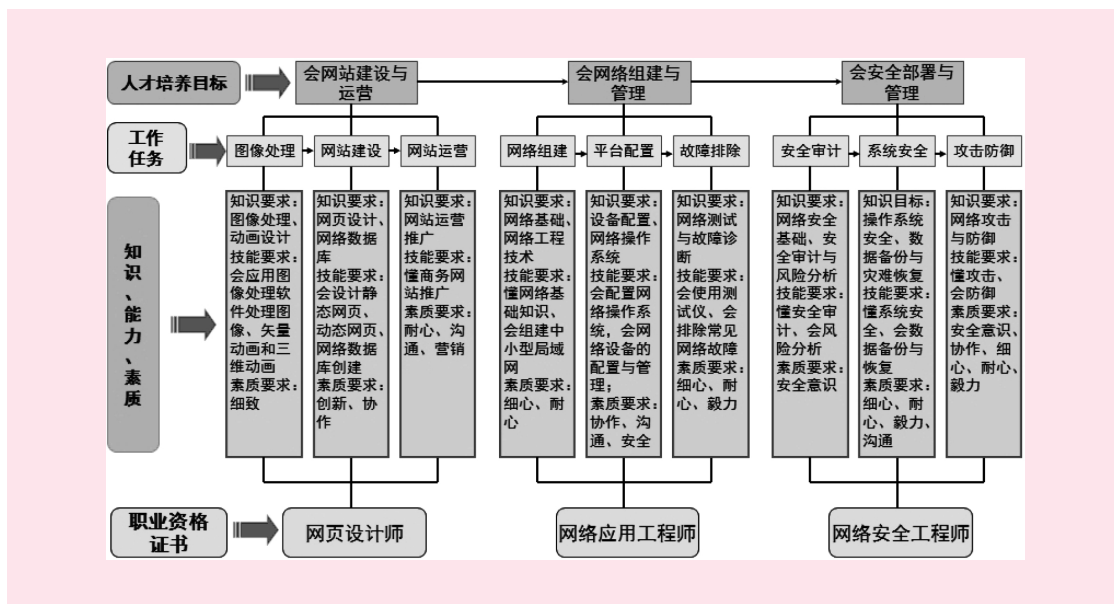 人才培养目标
会网站建设与
运营
会网络组建与
管理
会安全部署与
管理
工作
任务
图像处理
网站建设
网站运营
网络组建
平台配置
故障排除
安全审计
系统安全
攻击防御
知
识
、
能
力
、
素
质
知识要求：
图像处理、
动画设计
技能要求：
会应用图
像处理软
件处理图
像、矢量
动画和三
维动画
素质要求：
细致
知识要求：
网页设计、
网络数据
库
技能要求：
会设计静
态网页、
动态网页、
网络数据
库创建
素质要求：
创新、协
作
知识要求：
网站运营
推广
技能要求：
懂商务网
站推广
素质要求：
耐心、沟
通、营销
知识要求：
网络基础、
网络工程
技术
技能要求：
懂网络基
础知识、
会组建中
小型局域
网
素质要求：
细心、耐
心
知识要求：
设备配置、
网络操作
系统
技能要求：
会配置网
络操作系
统，会网
络设备的
配置与管
理；
素质要求：
协作、沟
通、安全
知识要求：
网络测试
与故障诊
断
技能要求：
会使用测
试仪、会
排除常见
网络故障
素质要求：
细心、耐
心、毅力
知识要求：
网络安全
基础、安
全审计与
风险分析
技能要求：
懂安全审
计、会风
险分析
素质要求：
安全意识
知识目标：
操作系统
安全、数
据备份与
灾难恢复
技能要求：
懂系统安
全、会数
据备份与
恢复
素质要求：
细心、耐
心、毅力、
沟通
知识要求：
网络攻击
与防御
技能要求：
懂攻击、
会防御
素质要求：
安全意识、
协作、细
心、耐心、
毅力
职业资格
证书
网页设计师
网络应用工程师
网络安全工程师